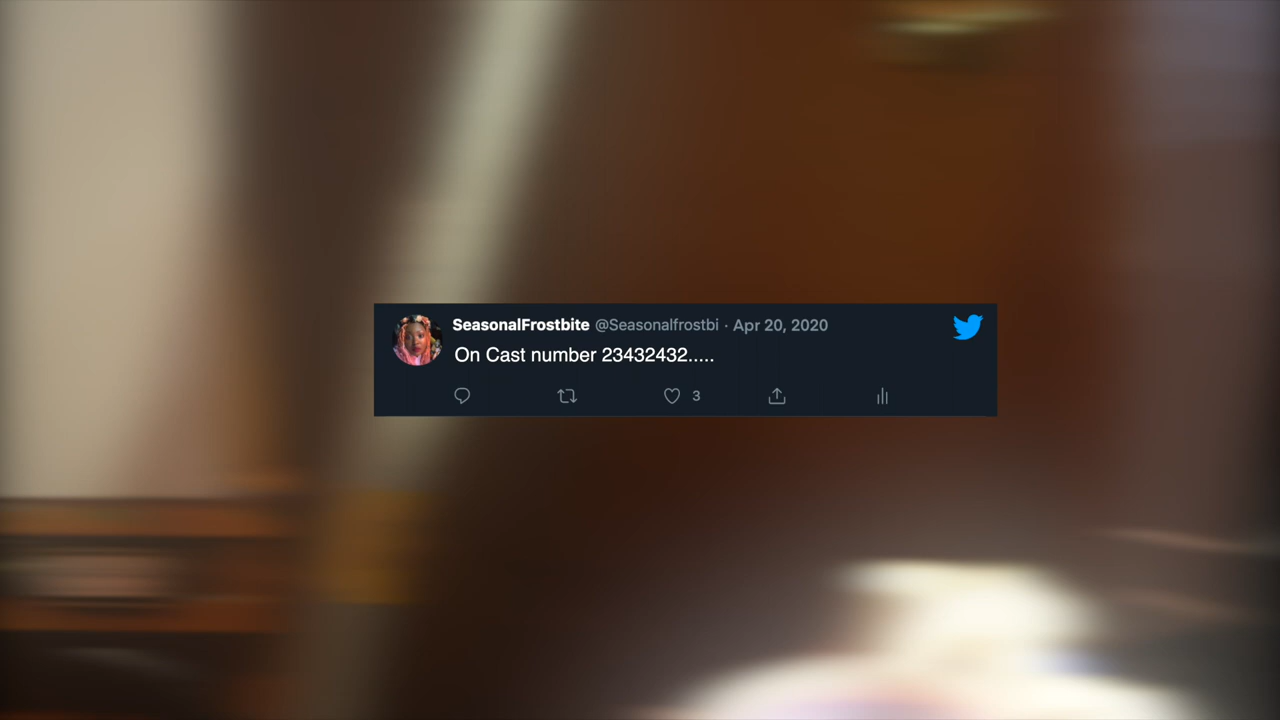 SeasonalFrostbite @Seasonalfrostbi · Apr 20, 2020
On Cast number 23432432.....
3